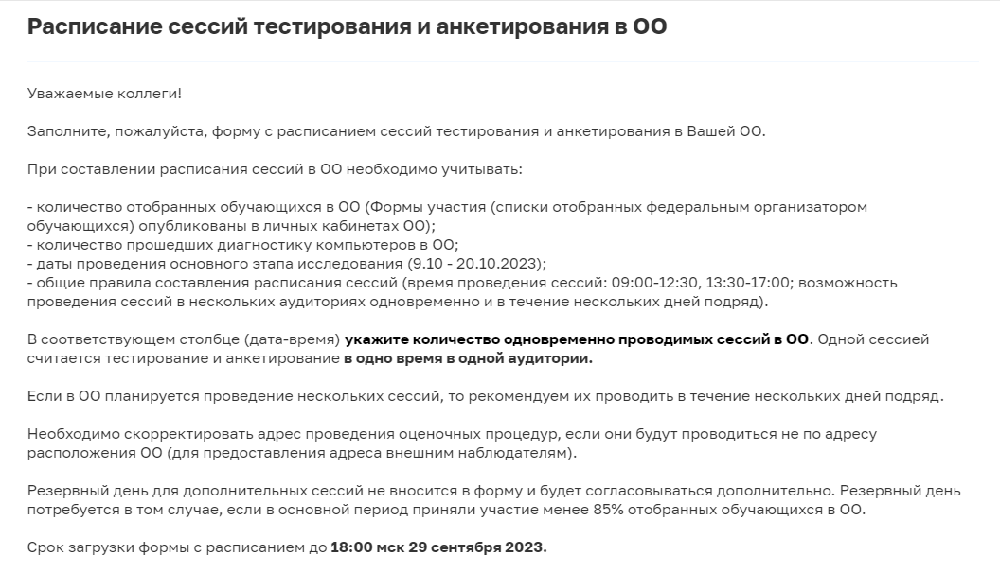 Расписание сессий тестирования и анкетирования в ОО
Уважаемые коллеги!
Заполните, пожалуйста, форму с расписанием сессий тестирования и анкетирования в Вашей ОО.
При составлении расписания сессий в ОО необходимо учитывать:
- количество отобранных обучающихся в ОО (Формы участия (списки отобранных федеральным организатором
обучающихся) опубликованы в личных кабинетах ОО);
- количество прошедших диагностику компьютеров в ОО;
- даты проведения основного этапа исследования (9.10 - 20.10.2023);
- общие правила составления расписания сессий (время проведения сессий: 09:00-12:30, 13:30-17:00; возможность
проведения сессий в нескольких аудиториях одновременно и в течение нескольких дней подряд).
В соответствующем столбце (дата-время) укажите количество одновременно проводимых сессий в ОО. Одной сессией
считается тестирование и анкетирование в одно время в одной аудитории.
Если в ОО планируется проведение нескольких сессий, то рекомендуем их проводить в течение нескольких дней подряд.
Необходимо скорректировать адрес проведения оценочных процедур, если они будут проводиться не по адресу
расположения ОО (для предоставления адреса внешним наблюдателям).
Резервный день для дополнительных сессий не вносится в форму и будет согласовываться дополнительно. Резервный день
потребуется в том случае, если в основной период приняли участие менее 85% отобранных обучающихся в ОО.
Срок загрузки формы с расписанием до 18:00 мск 29 сентября 2023.